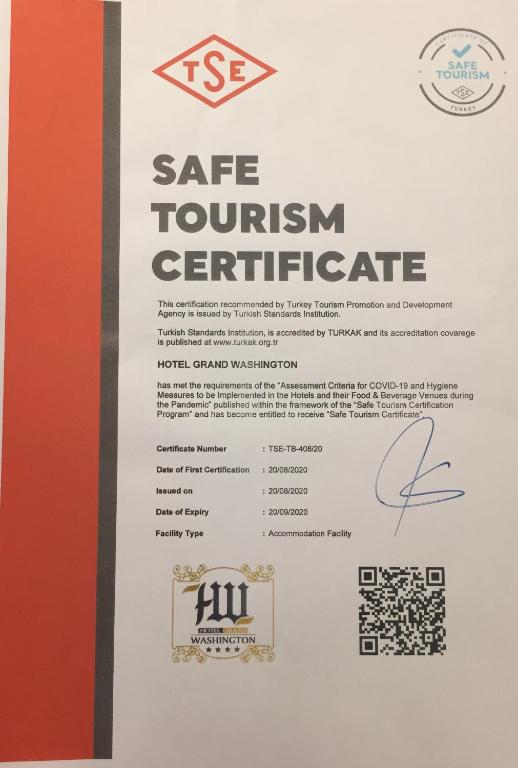 TSE
CERTIFICATE OF
SAFE
TOURISM
TSE
TURKEY
SAFE
TOURISM
CERTIFICATE
This certification recommended by Turkey Tourism Promotion and Development
Agency is issued by Turkish Standards Institution.
Turkish Standards Institution, is accredited by TURKAK and its accreditation covarege
is published at www.turkak.org.tr
HOTEL GRAND WASHINGTON
has met the requirements of the "Assessment Criteria for COVID-19 and Hygiene
Measures to be Implemented in the Hotels and their Food & Beverage Venues during
the Pandemic" published within the framework of the "Safe Tourism Certification
Program" and has become entitled to receive "Safe Tourism Certificate".
Certificate Number : TSE-TB-408/20
Date of First Certification : 20/08/2020
Issued on : 20/08/2020
Date of Expiry : 20/09/2020
Facility Type : Accommodation Facility
HW
HOTEL GRAND
WASHINGTON